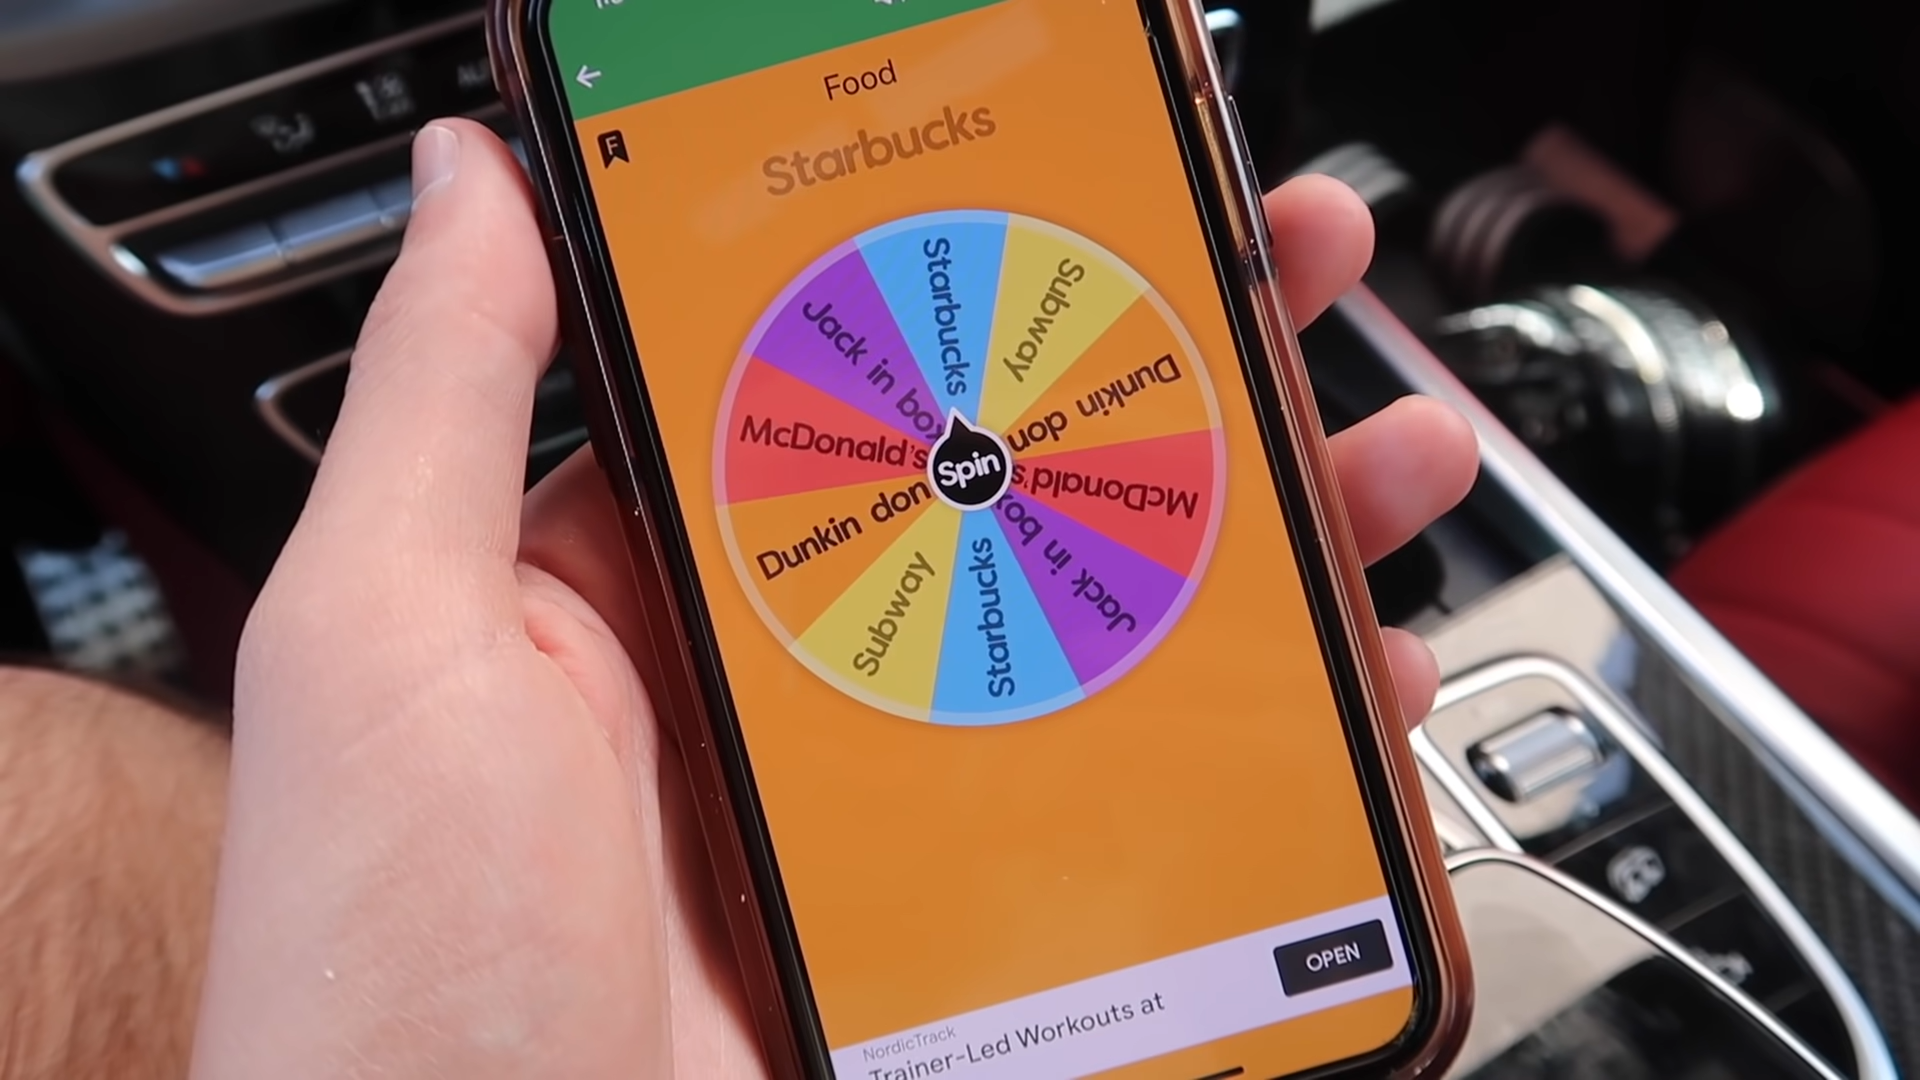 Food
F
Starbucks
Starbucks
Subway
Dunkin don
McDonald's
Jack in box
Starbucks
Subway
Dunkin don
McDonald's
Jack in box
Spin
OPEN
NordicTrack
Trainer-Led Workouts at